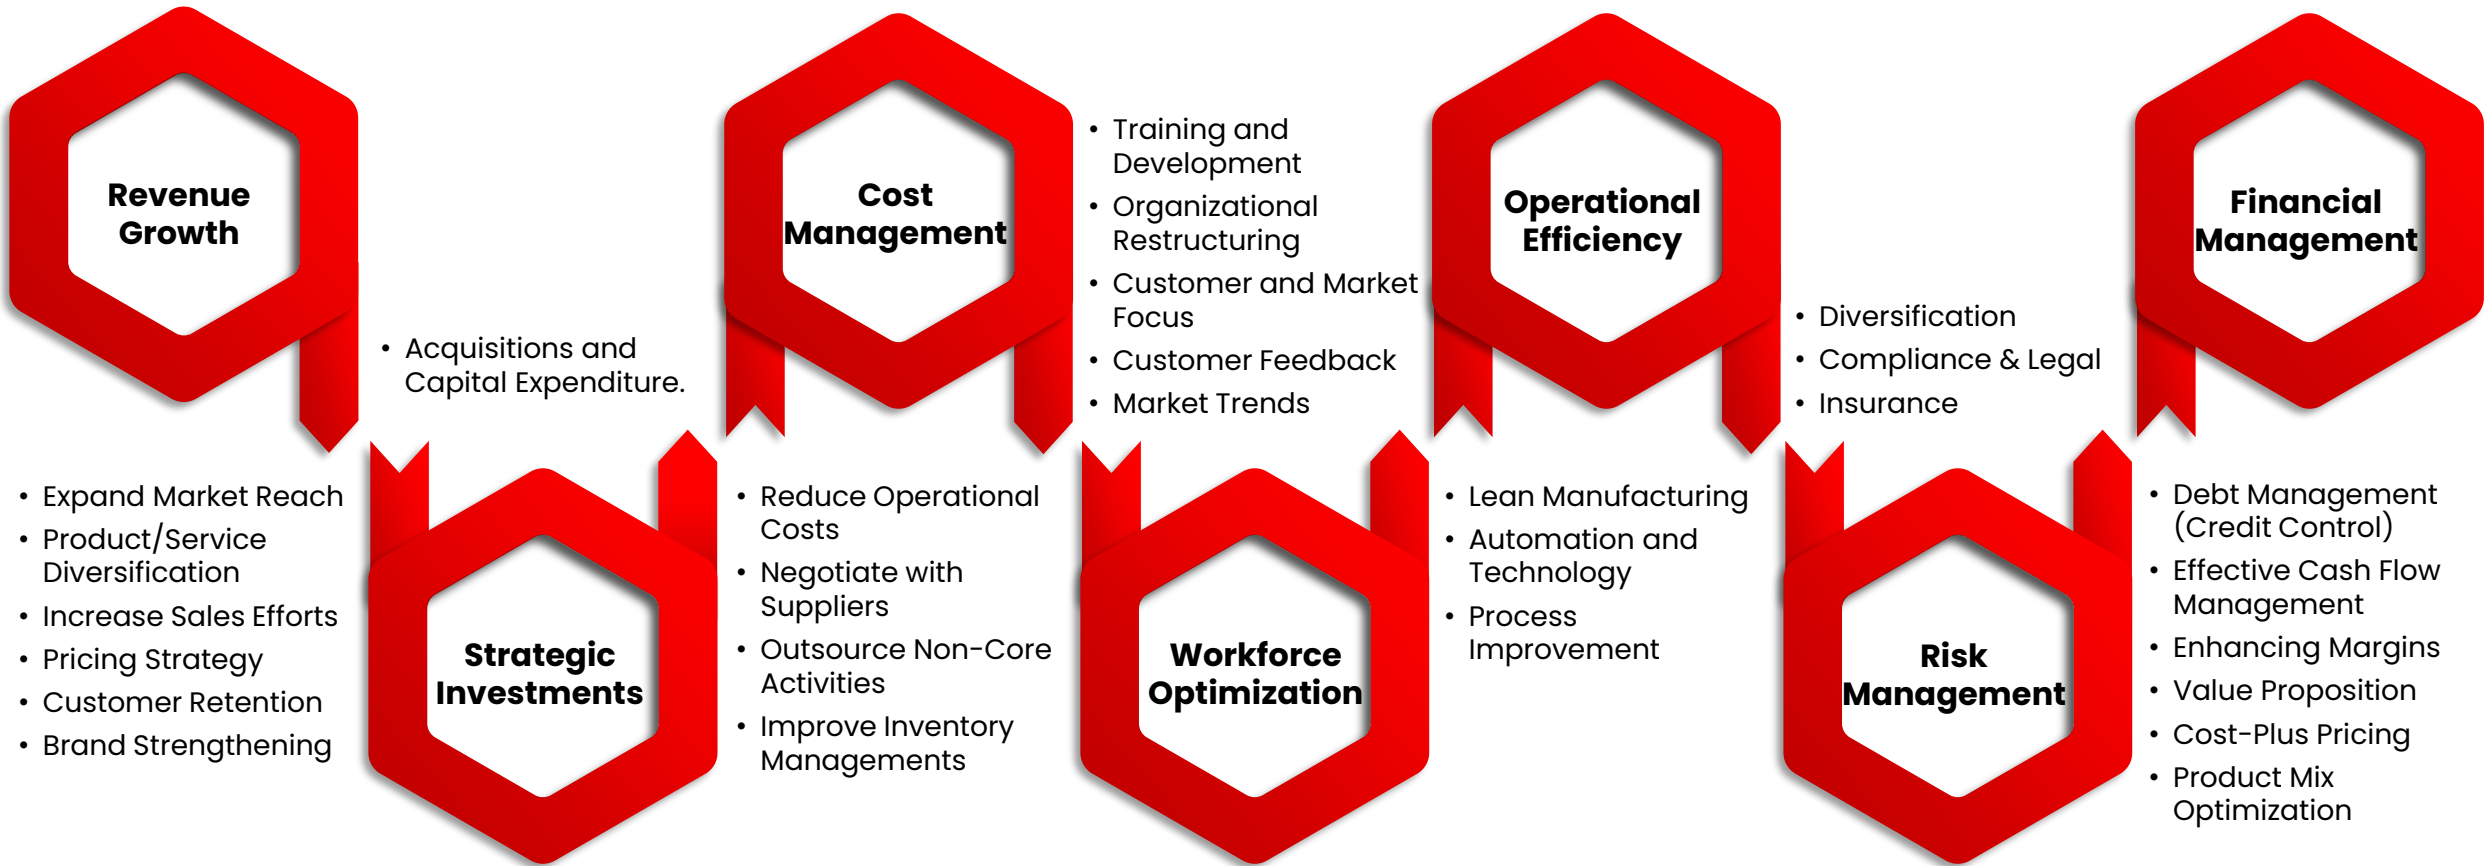 Revenue
Growth
• Expand Market Reach
• Product/Service
Diversification
• Increase Sales Efforts
• Pricing Strategy
• Customer Retention
• Brand Strengthening
• Acquisitions and
Capital Expenditure.
Strategic
Investments
Cost
Management
• Reduce Operational
Costs
• Negotiate with
Suppliers
• Outsource Non-Core
Activities
• Improve Inventory
Managements
• Training and
Development
• Organizational
Restructuring
• Customer and Market
Focus
• Customer Feedback
• Market Trends
Workforce
Optimization
Operational
Efficiency
• Lean Manufacturing
• Automation and
Technology
• Process
Improvement
• Diversification
• Compliance & Legal
• Insurance
Risk
Management
Financial
Management
• Debt Management
(Credit Control)
• Effective Cash Flow
Management
• Enhancing Margins
• Value Proposition
• Cost-Plus Pricing
• Product Mix
Optimization